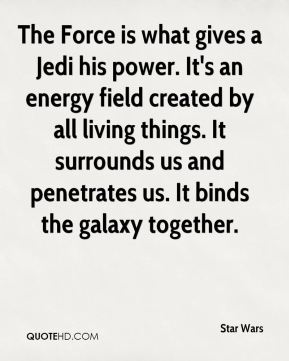 The Force is what gives a
Jedi his power. It's an
energy field created by
all living things. It
surrounds us and
penetrates us. It binds
the galaxy together.
Star Wars
QUOTEHD.COM